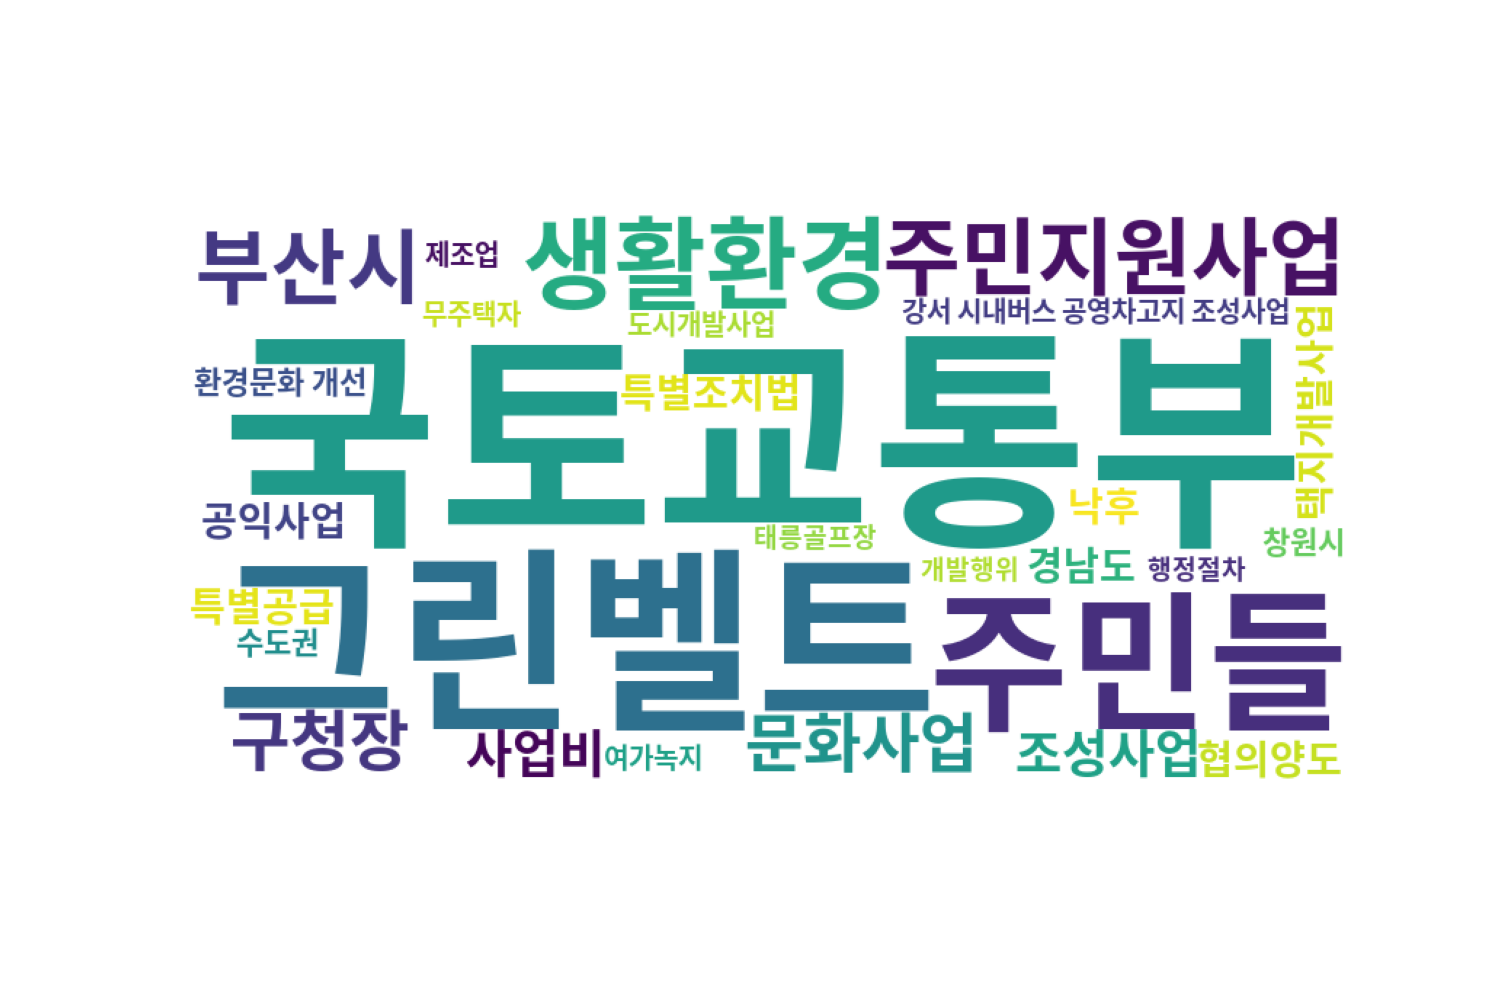 부산시
제조업
생활환경
주민지원사업
무주택자
도시개발사업
강서 시내버스 공영차고지 조성사업
택지개발사업
환경문화 개선
특별조치법
국토교통부
공익사업
낙후
태릉골프장
창원시
개발행위
경남도
행정절차
특별공급
수도권
그린벨트
주민들
구청장
사업비
여가녹지
문화사업
조성사업
협의양도